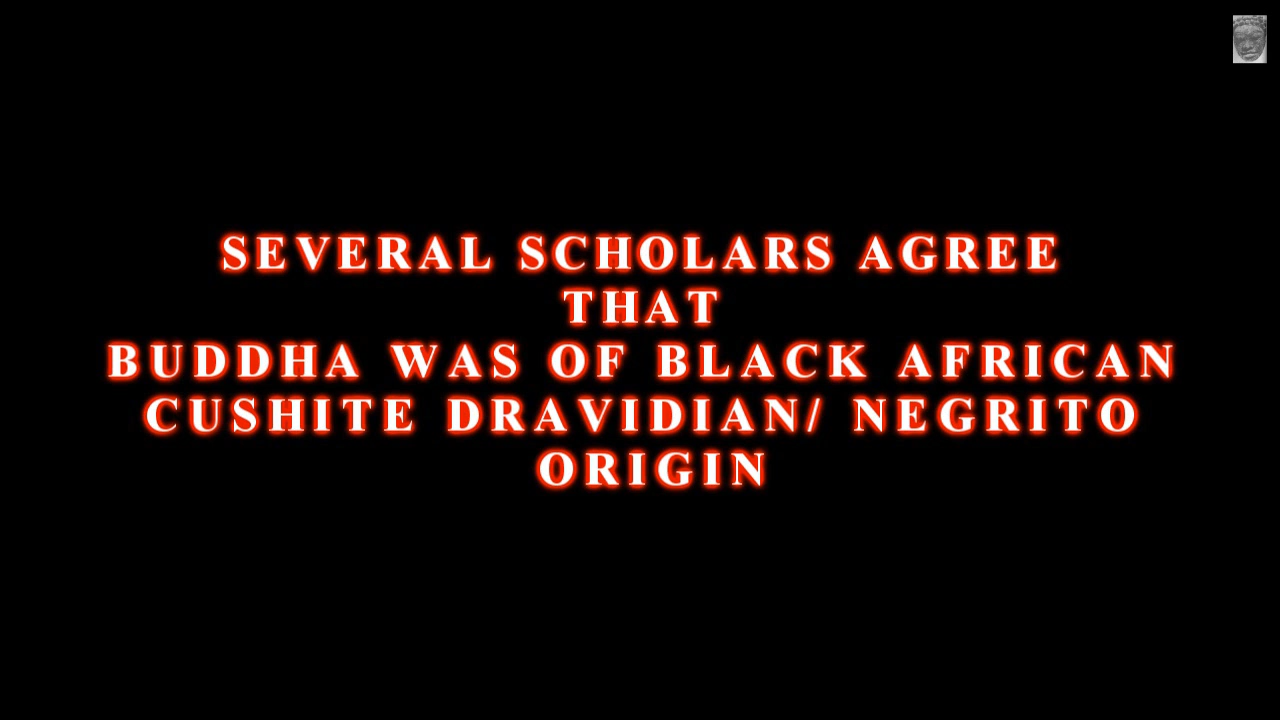 SEVERAL SCHOLARS AGREE
THAT
BUDDHA WAS OF BLACK AFRICAN
CUSHITE DRAVIDIAN/ NEGRITO
ORIGIN